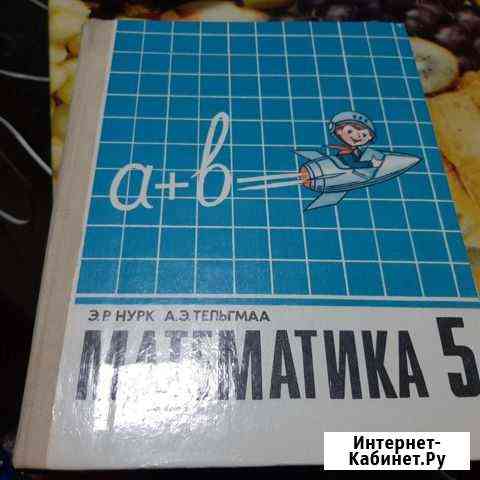 a+b=
Э.Р. НУРК А.Э. ТЕЛЬГМАА
МАТЕМАТИКА 5
Интернет-
Кабинет.Ру